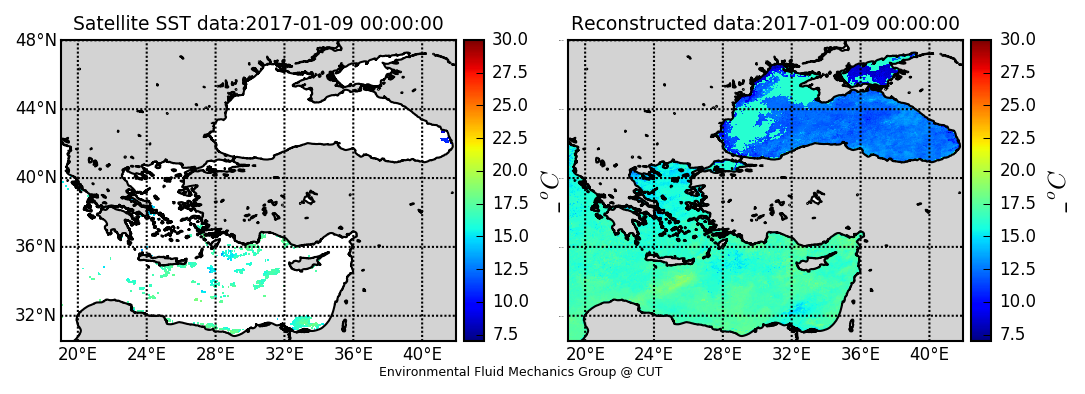 Satellite SST data:2017-01-09 00:00:00
48°N
44°N
40°N
36°N
32°N
20°E 24°E 28°E 32°E 36°E 40°E
30.0
27.5
25.0
22.5
20.0
17.5
15.0
12.5
10.0
7.5
_ °C
Reconstructed data:2017-01-09 00:00:00
20°E 24°E 28°E 32°E 36°E 40°E
30.0
27.5
25.0
22.5
20.0
17.5
15.0
12.5
10.0
7.5
_ °C
Environmental Fluid Mechanics Group @ CUT